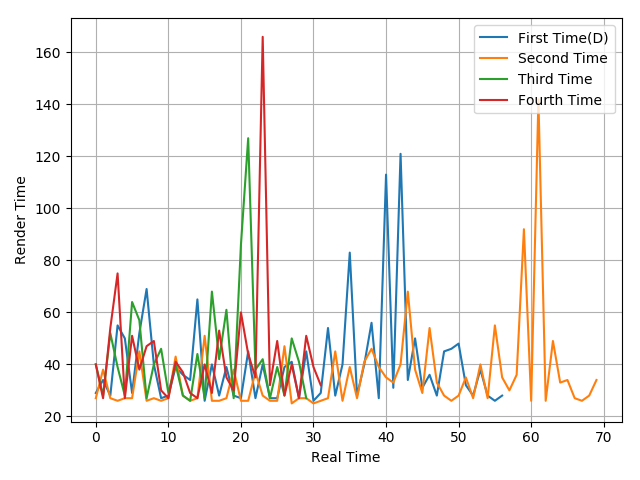 First Time(D)
Second Time
Third Time
Fourth Time
160
140
120
100
80
60
40
20
Render Time
0 10 20 30 40 50 60 70
Real Time